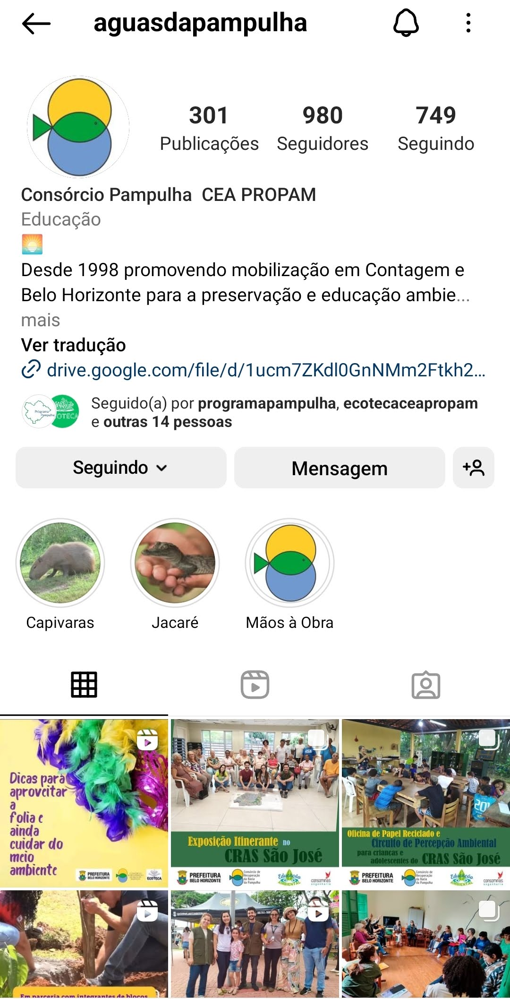 aguasdapampulha
301
980
749
Publicações
Seguidores
Seguindo
Consórcio Pampulha CEA PROPAM
Educação
Desde 1998 promovendo mobilização em Contagem e
Belo Horizonte para a preservação e educação ambie...
mais
Ver tradução
drive.google.com/file/d/1ucm7ZKdl0GnNMm2Ftkh2...
Programa
Pampulha
OTECA
Seguido(a) por programapampulha, ecotecaceapropam
e outras 14 pessoas
Seguindo
Mensagem
Capivaras
Jacaré
Mãos à Obra
Dicas para
aproveitar
a
folia e
ainda
cuidar do
meio
ambiente
PREFEITURA
BELO HORIZONTE
ECOTECA
Exposição Itinerante no
CRAS São José
PREFEITURA
BELO HORIZONTE
Consórcio de
Recuperação
da Bacia
da Pampulha
Educação
AMBIENTAL
consominas
engenharia
20
Oficina de Papel Reciclado e
Circuito de Percepção Ambiental
para crianças e
adolescentes do CRAS São José
PREFEITURA
BELO HORIZONTE
Consórcio de
Recuperação
da Bacia
da Pampulha
Educação
AMBIENTAL
consominas
engenharia
Em parceria com integrantes de blocos